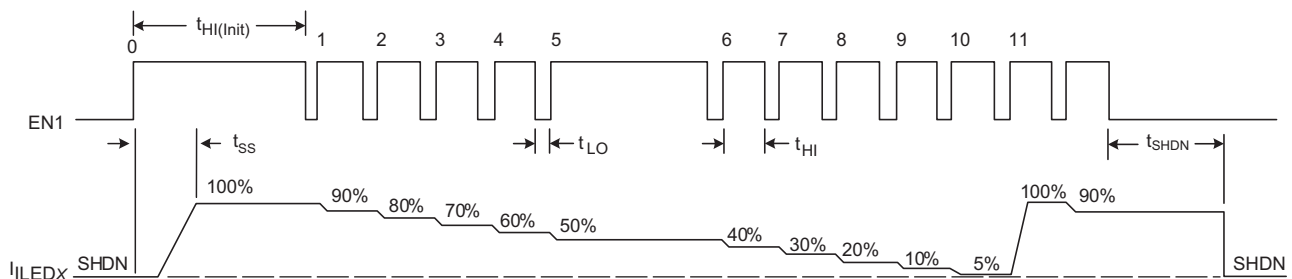 tHI(Init)
0 1 2 3 4 5 6 7 8 9 10 11
EN1
tSS tLO tHI tSHDN
100% 90% 80% 70% 60% 50% 40% 30% 20% 10% 5% 100% 90%
IILEDX SHDN SHDN